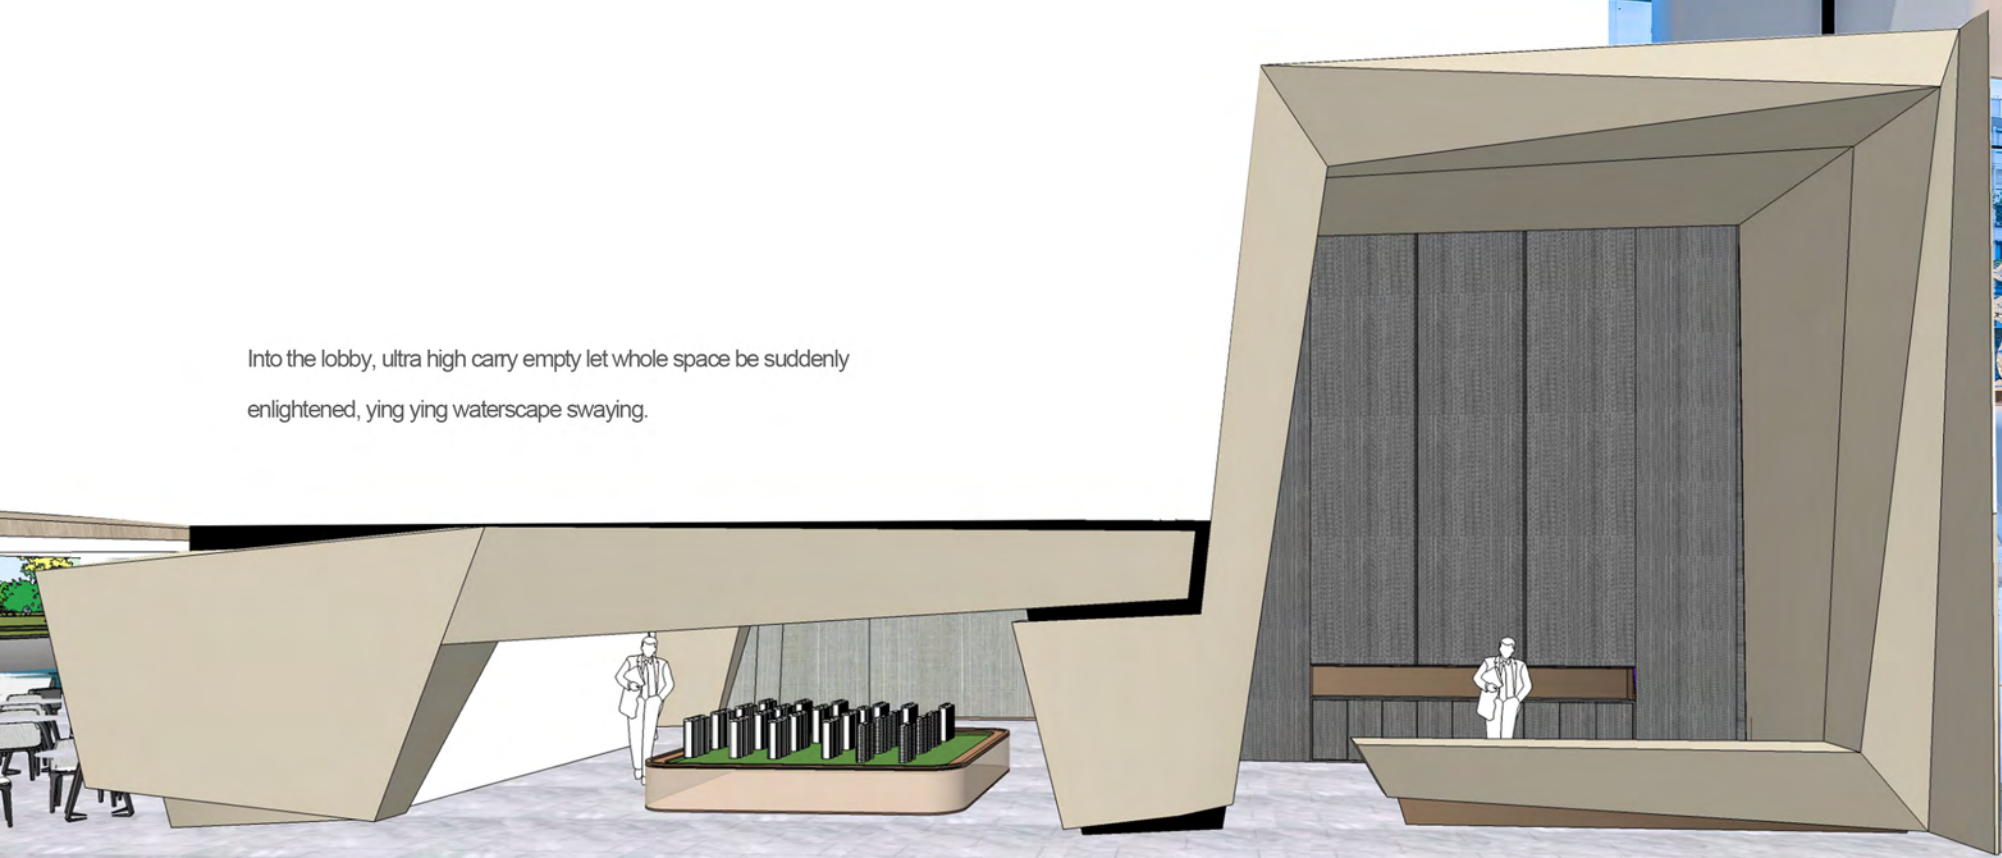 Into the lobby, ultra high carry empty let whole space be suddenly
enlightened, ying ying waterscape swaying.